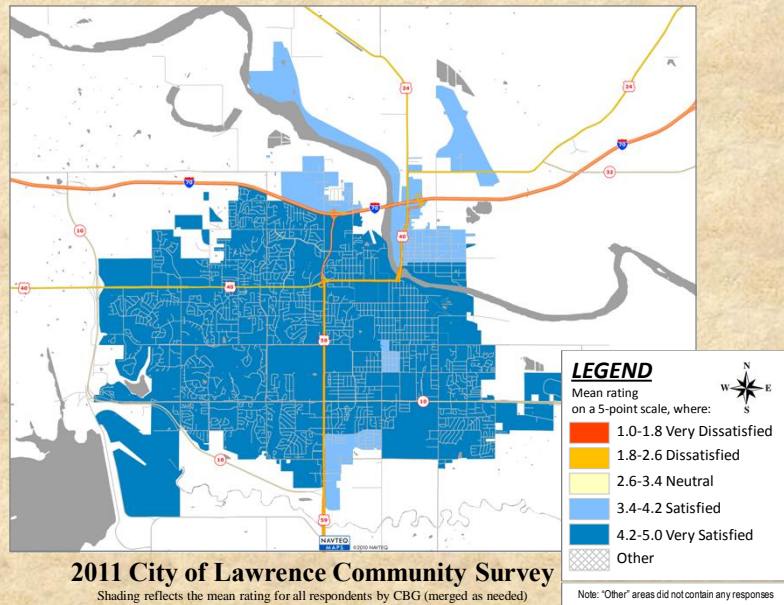 24
24
70
32
70
10
70
40
40
40
59
10
10
59
NAVTEQ
MAPS
©2010 NAVTEQ
LEGEND
Mean rating
on a 5-point scale, where:
N
W E
S
1.0-1.8 Very Dissatisfied
1.8-2.6 Dissatisfied
2.6-3.4 Neutral
3.4-4.2 Satisfied
4.2-5.0 Very Satisfied
Other
2011 City of Lawrence Community Survey
Shading reflects the mean rating for all respondents by CBG (merged as needed)
Note: "Other" areas did not contain any responses